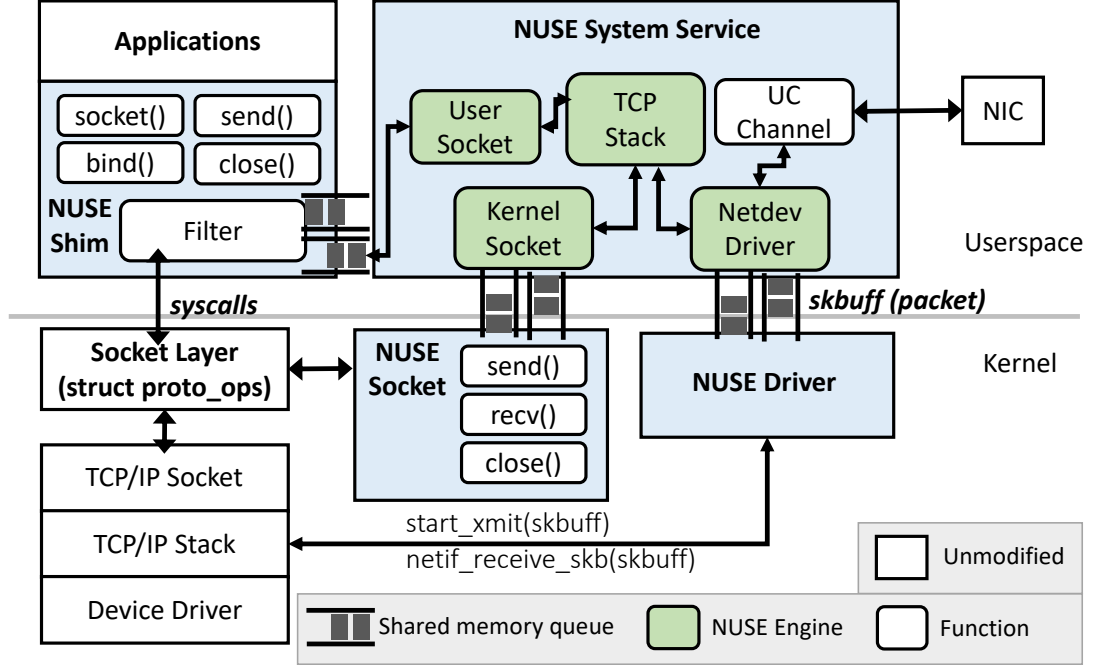 Applications
socket()
send()
bind()
close()
NUSE
Shim
Filter
NUSE System Service
User
Socket
TCP
Stack
UC
Channel
Kernel
Socket
Netdev
Driver
NIC
Userspace
syscalls
skbuff (packet)
Kernel
Socket Layer
(struct proto_ops)
NUSE
Socket
send()
recv()
close()
NUSE Driver
TCP/IP Socket
TCP/IP Stack
Device Driver
start_xmit(skbuff)
netif_receive_skb(skbuff)
Unmodified
Shared memory queue
NUSE Engine
Function